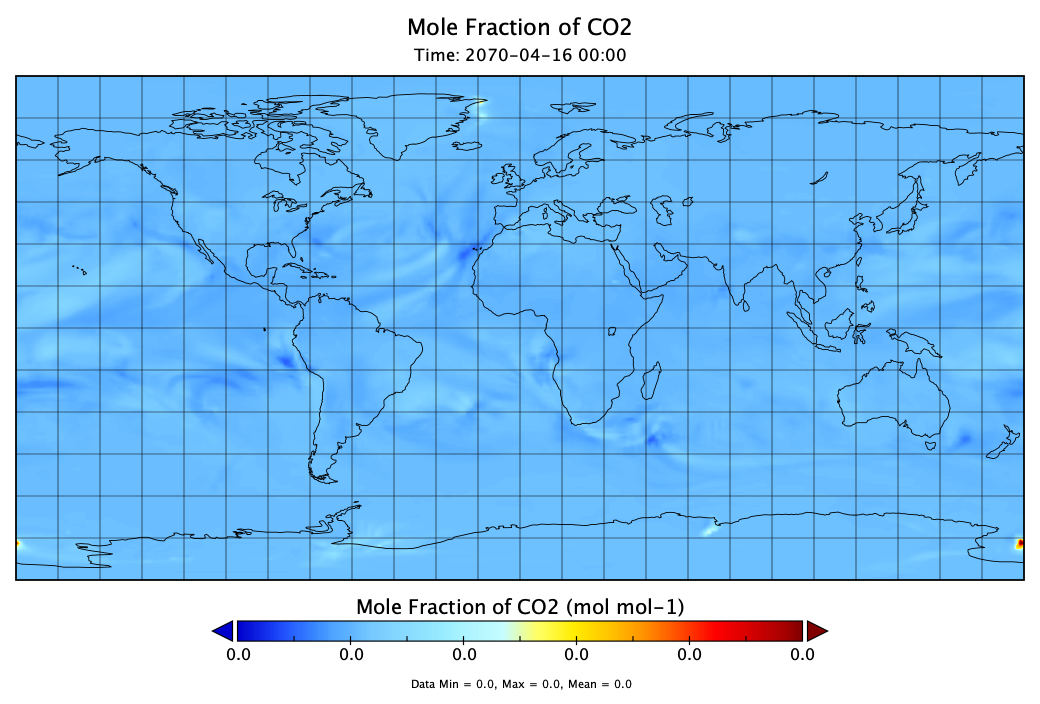 Mole Fraction of CO2
Time: 2070-04-16 00:00
Mole Fraction of CO2 (mol mol-1)
0.0 0.0 0.0 0.0 0.0 0.0
Data Min = 0.0, Max = 0.0, Mean = 0.0